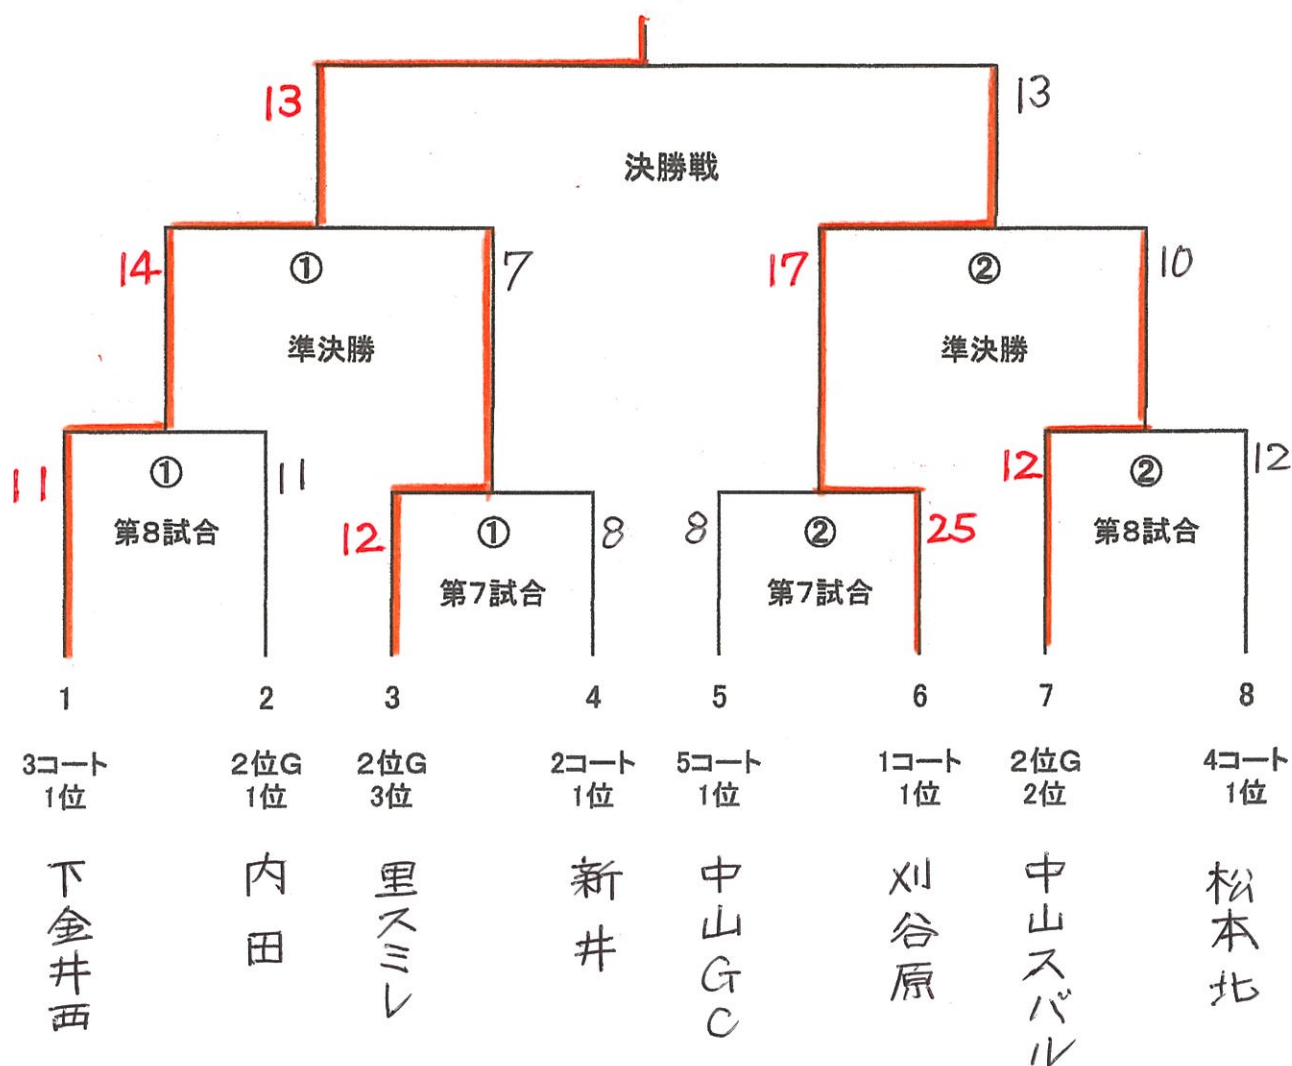 13
13
決勝戦
14
①
7
17
②
10
準決勝
準決勝
11
①
11
12
②
12
第8試合
12
①
8
8
②
25
第8試合
第7試合
第7試合
1
2
3
4
5
6
7
8
3コート
1位
2位G
1位
2位G
3位
2コート
1位
5コート
1位
1コート
1位
2位G
2位
4コート
1位
下金井西
内田
里スミレ
新井
中山GC
刈谷原
中山スバル
松本北